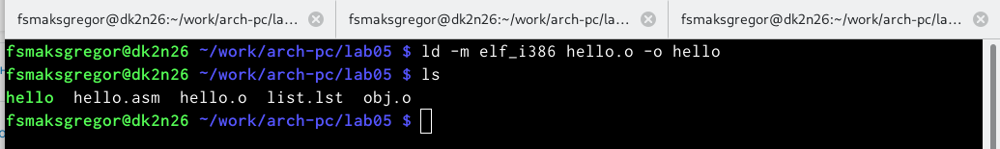 fsmaksgregor@dk2n26:~/work/arch-pc/la... fsmaksgregor@dk2n26:~/work/arch-pc/la... fsmaksgregor@dk2n26:~/work/arch-pc/la...
fsmaksgregor@dk2n26 ~/work/arch-pc/lab05 $ ld -m elf_i386 hello.o -o hello
fsmaksgregor@dk2n26 ~/work/arch-pc/lab05 $ ls
hello hello.asm hello.o list.lst obj.o
fsmaksgregor@dk2n26 ~/work/arch-pc/lab05 $